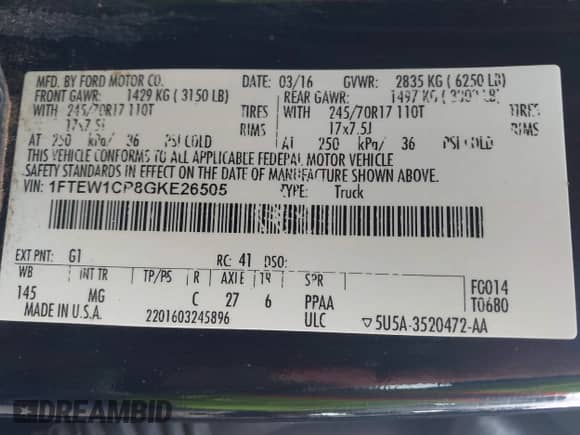 MFD. BY FORD MOTOR CO. DATE: 03/16 GVWR: 2835 KG ( 6250 LB)
FRONT GAWR: 1429 KG ( 3150 LB) REAR GAWR: 1497 KG ( LB)
WITH 245/70R17 110T TIRES WITH 245/70R17 110T TIRES
17x7.5J RIMS 17x7.5J RIMS
AT 250 kPa/ 36 PSI COLD AT 250 kPa/ 36 PSI COLD
THIS VEHICLE CONFORMS TO ALL APPLICABLE FEDERAL MOTOR VEHICLE
SAFETY STANDARDS IN EFFECT ON THE DATE OF MANUFACTURE SHOWN ABOVE.
VIN: 1FTEW1CP8GKE26505 TYPE: Truck
EXT PNT: G1 RC: 41 DSO:
WB INT TR TP/PS R AXLE TR SPR
145 MG C 27 6 PPAA
F0014
T0680
MADE IN U.S.A. 2201603245896 ULC ▽5U5A-3520472-AA
DREAMBID